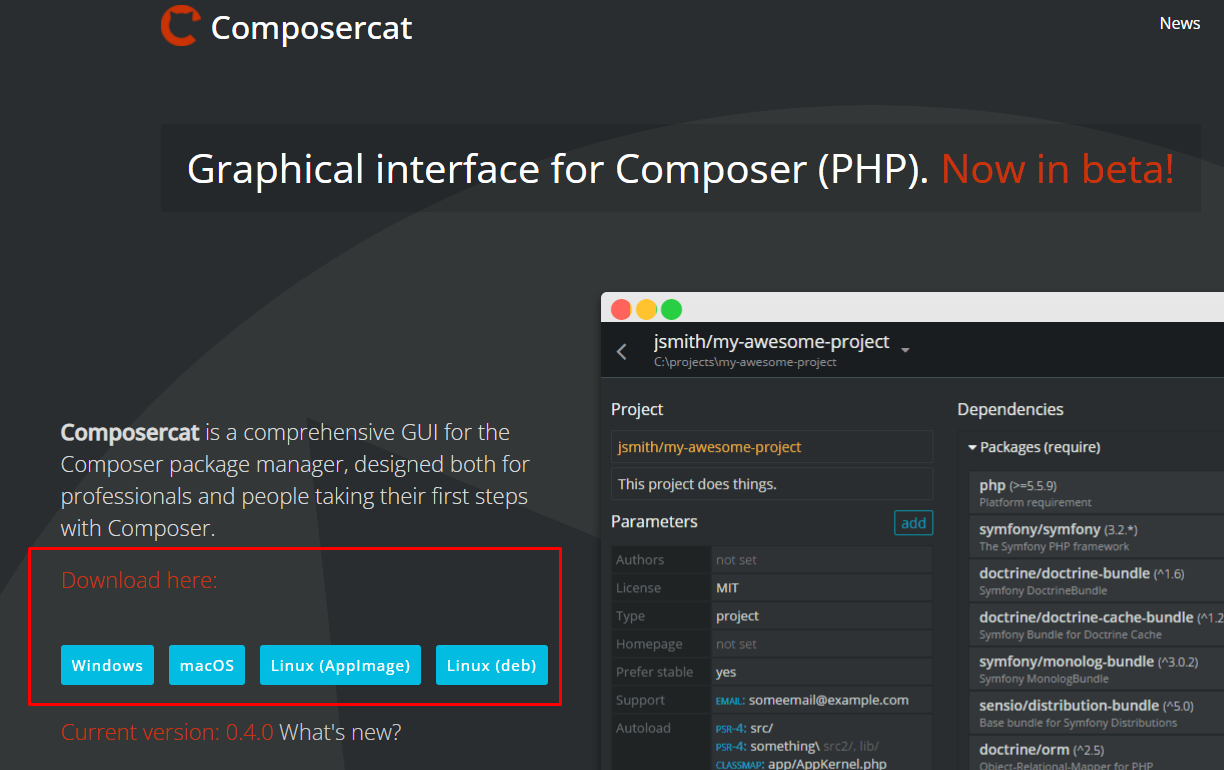 Composercat
News
Graphical interface for Composer (PHP). Now in beta!
Composercat is a comprehensive GUI for the
Composer package manager, designed both for
professionals and people taking their first steps
with Composer.
Download here:
Windows
macOS
Linux (AppImage)
Linux (deb)
Current version: 0.4.0 What's new?
jsmith/my-awesome-project
C:\projects\my-awesome-project
Project
jsmith/my-awesome-project
This project does things.
Parameters
add
Authors not set
License MIT
Type project
Homepage not set
Prefer stable yes
Support EMAIL: someemail@example.com
Autoload PSR-4: src/
PSR-4: something\ src2/, lib/
CLASSMAP: app/AppKernel.php
Dependencies
Packages (require)
php (>=5.5.9)
Platform requirement
symfony/symfony (3.2.*)
The Symfony PHP framework
doctrine/doctrine-bundle (^1.6)
Symfony DoctrineBundle
doctrine/doctrine-cache-bundle (^1.2
Symfony Bundle for Doctrine Cache
symfony/monolog-bundle (^3.0.2)
Symfony MonologBundle
sensio/distribution-bundle (^5.0)
Base bundle for Symfony Distributions
doctrine/orm (^2.5)
Object-Relational-Mapper for PHP